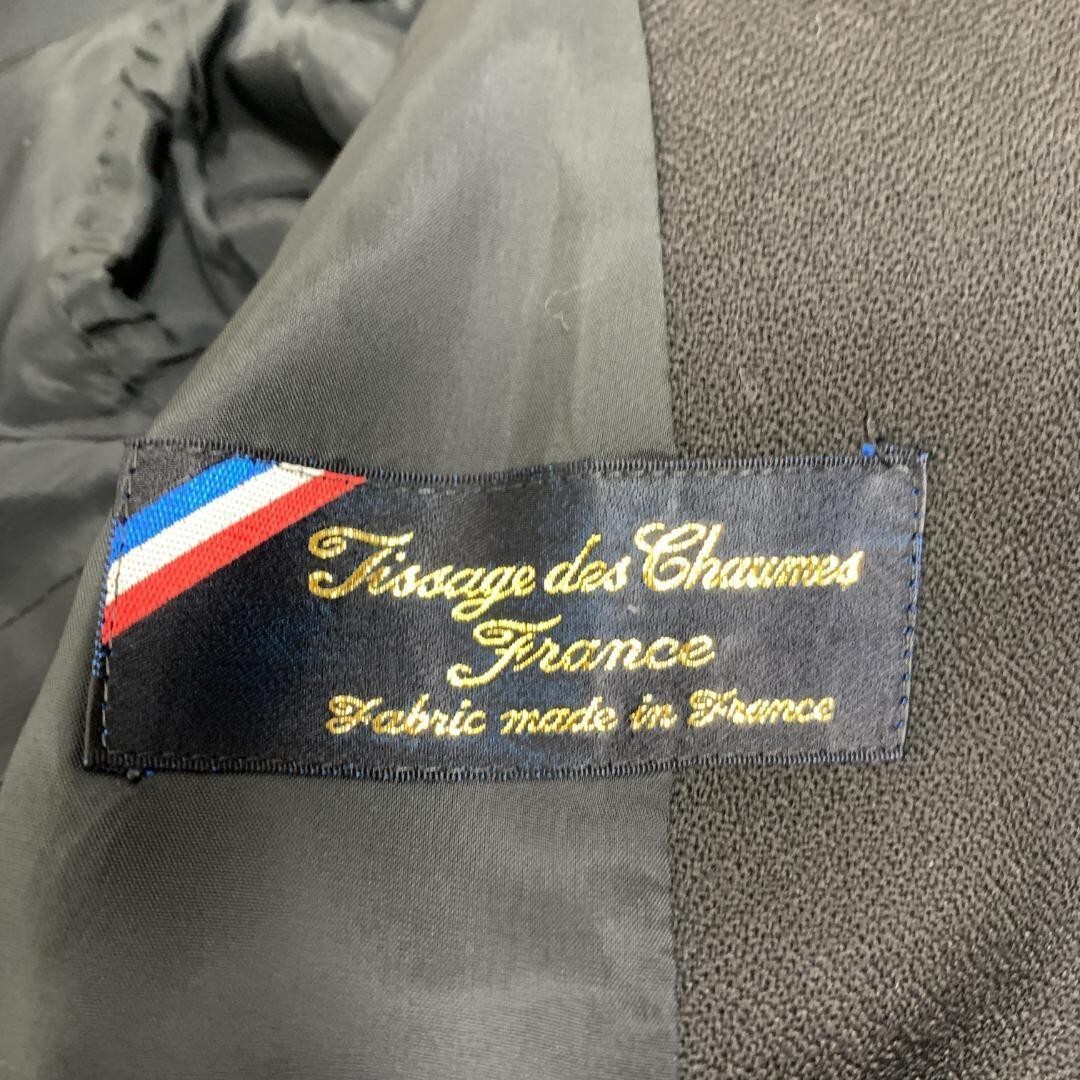 Tissage des Chaumes
France
Fabric made in France